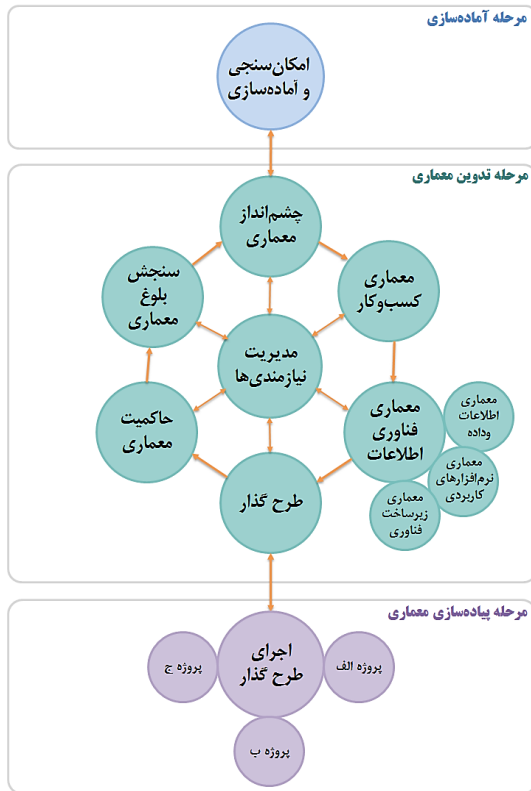 مرحله آماده‌سازی
امکان‌سنجی
و آماده‌سازی
مرحله تدوین معماری
چشم‌انداز
معماری
معماری
کسب‌وکار
سنجش
بلوغ
معماری
مدیریت
نیازمندی‌ها
معماری
فناوری
اطلاعات
معماری
اطلاعات
وداده
معماری
نرم‌افزارهای
کاربردی
معماری
زیرساخت
فناوری
حاکمیت
معماری
طرح گذار
مرحله پیاده‌سازی معماری
اجرای
طرح گذار
پروژه الف
پروژه ج
پروژه ب